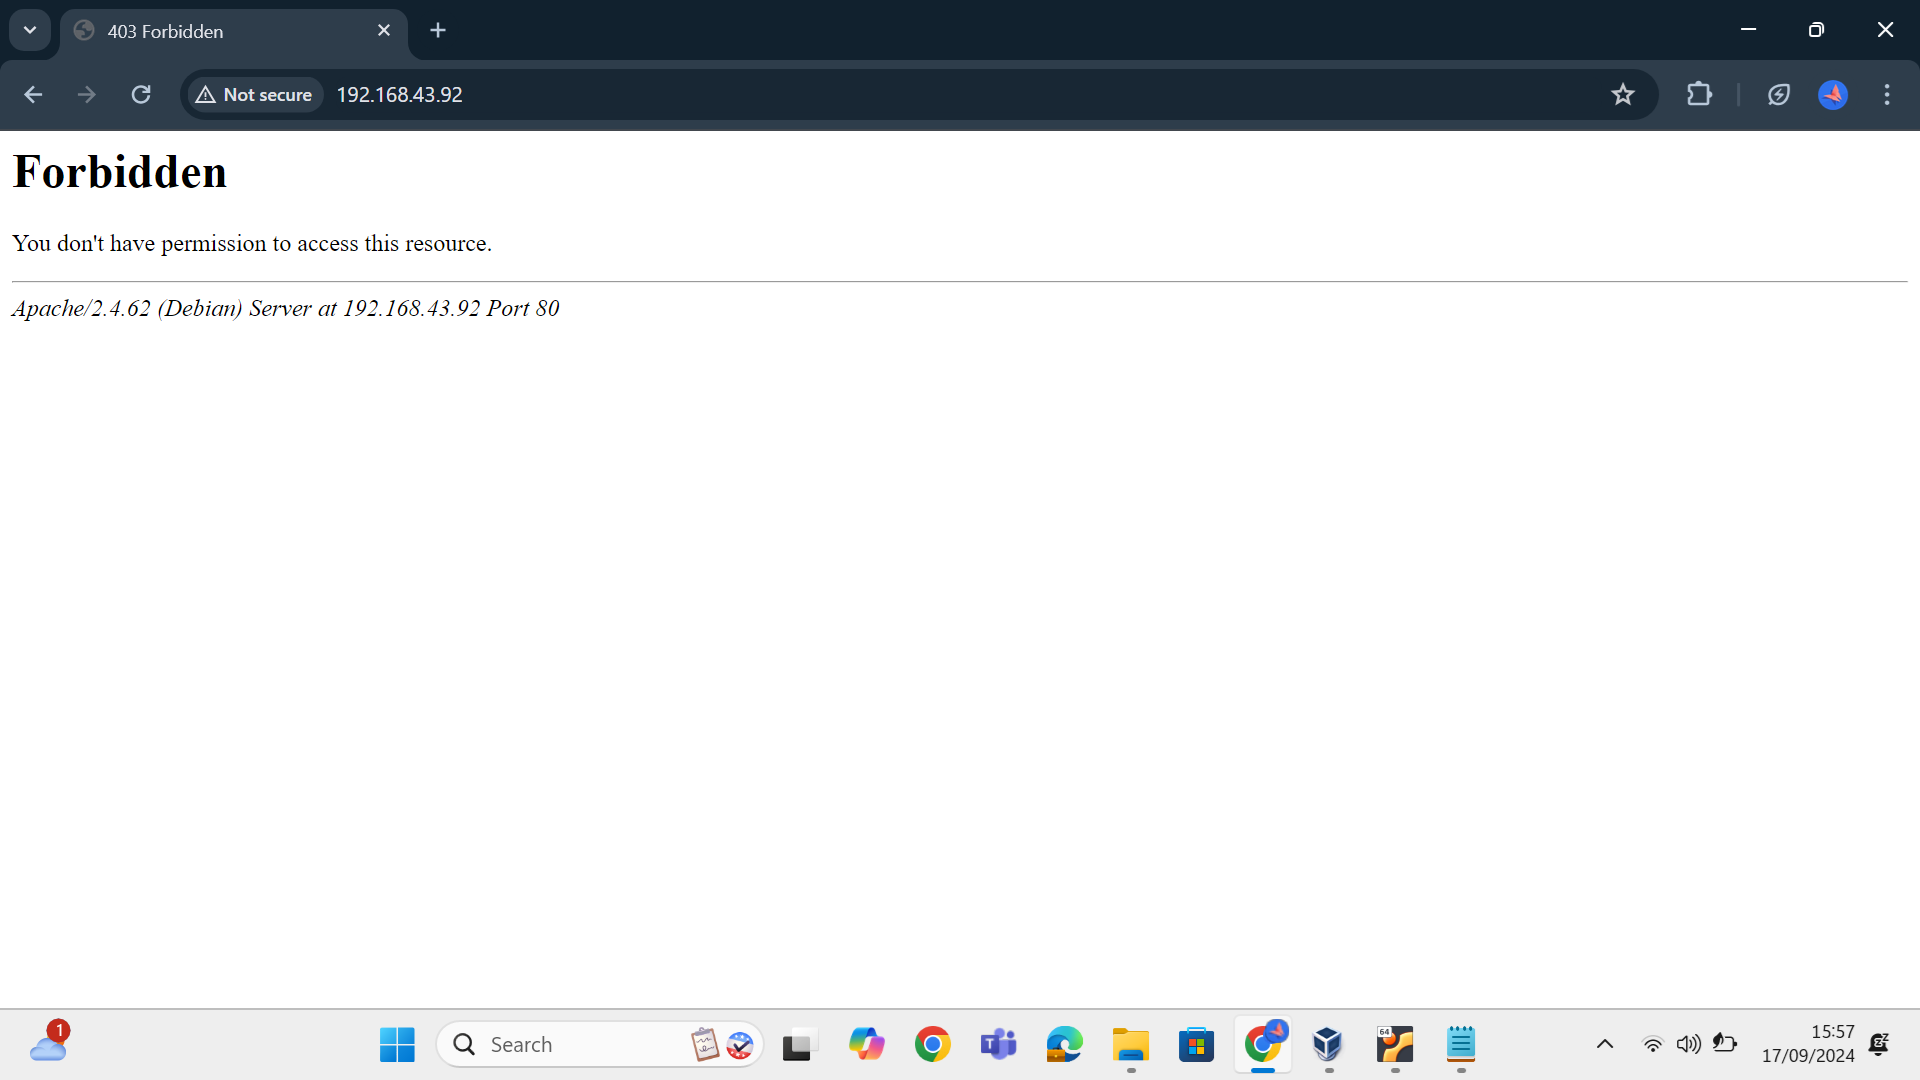 403 Forbidden
Not secure
192.168.43.92
Forbidden
You don't have permission to access this resource.
Apache/2.4.62 (Debian) Server at 192.168.43.92 Port 80
1
Search
T
64
15:57
17/09/2024